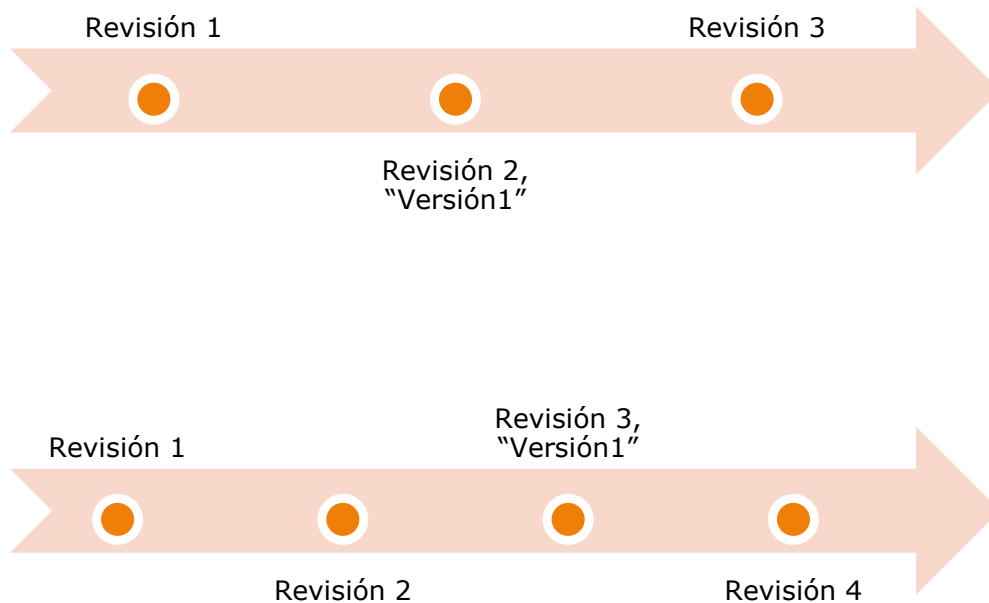 Revisión 1
Revisión 3
Revisión 2,
“Versión1”
Revisión 3,
“Versión1”
Revisión 1
Revisión 2
Revisión 4